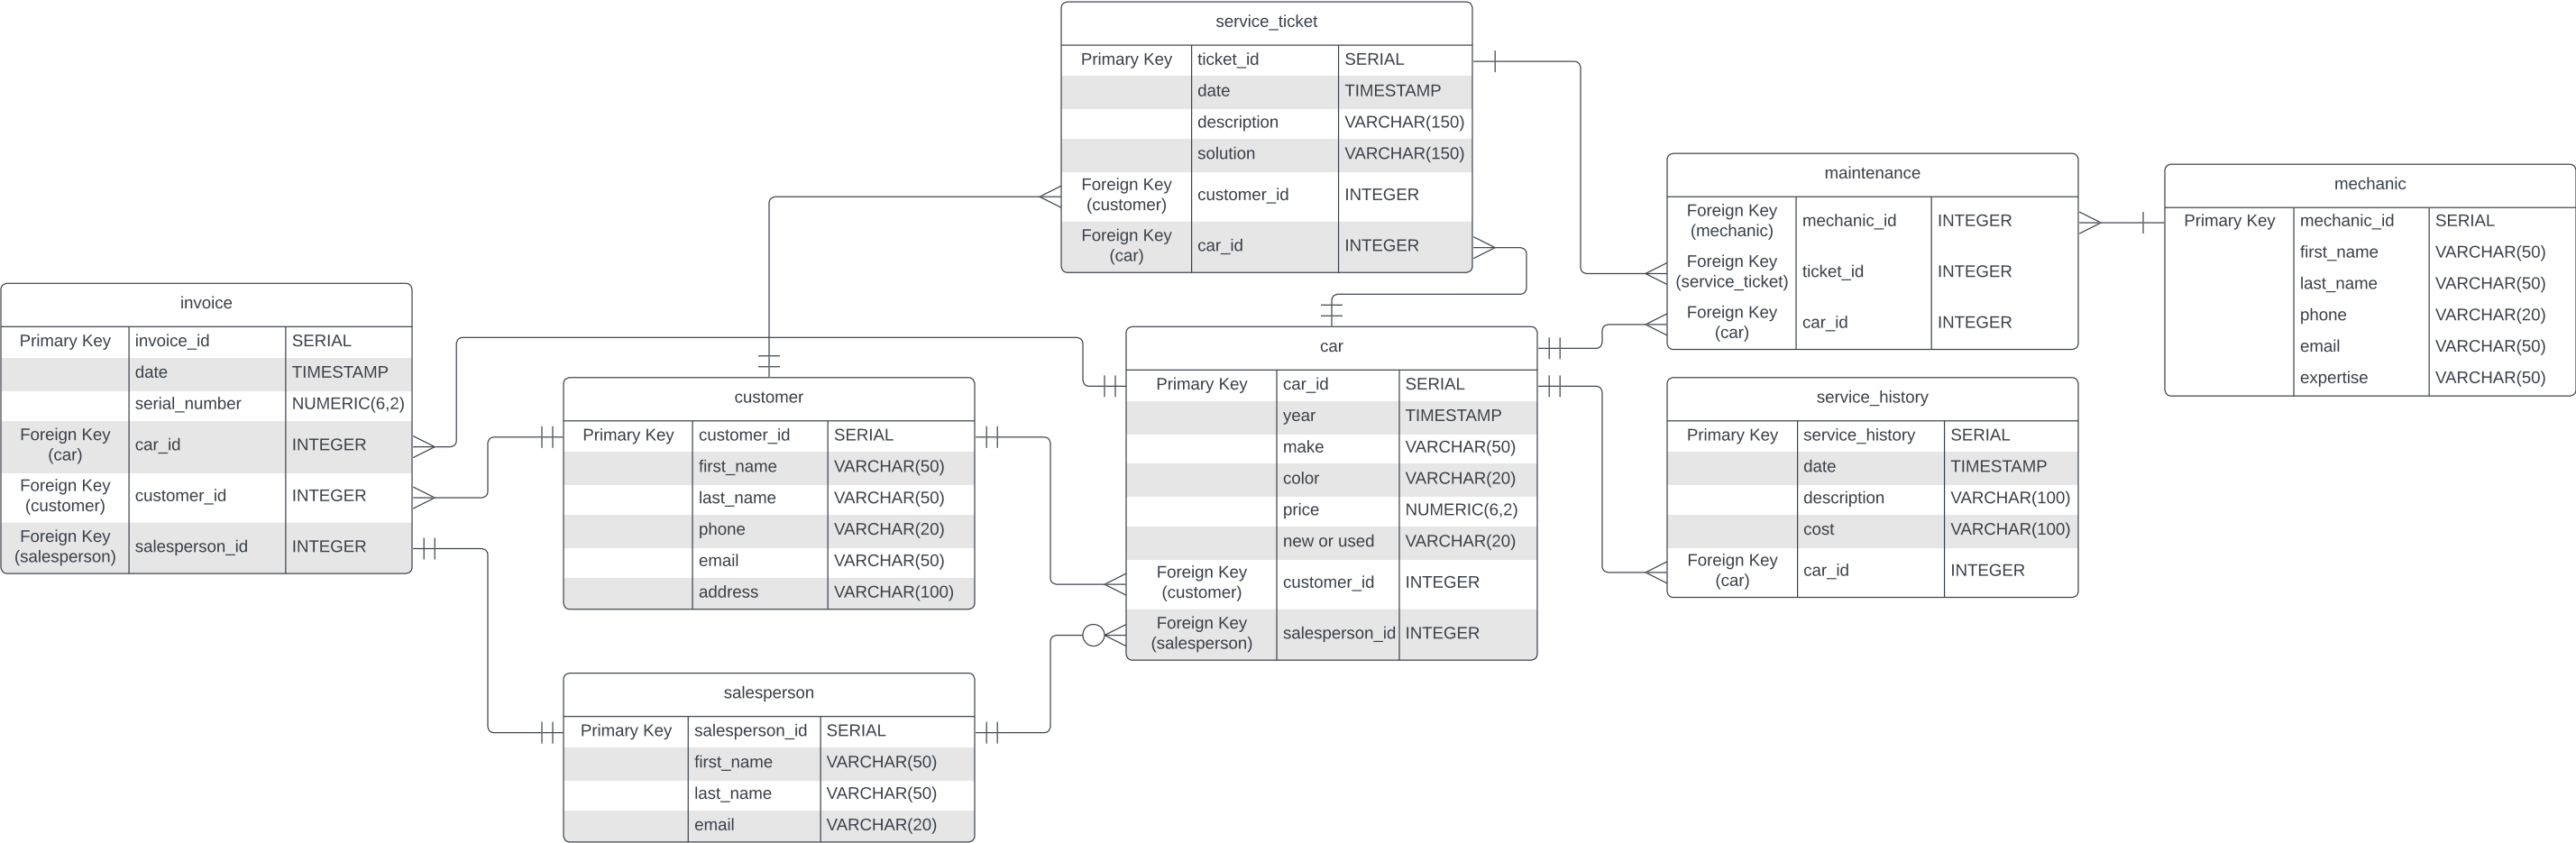 service_ticket
Primary Key ticket_id SERIAL
date TIMESTAMP
description VARCHAR(150)
solution VARCHAR(150)
Foreign Key
(customer) customer_id INTEGER
Foreign Key
(car) car_id INTEGER
maintenance
Foreign Key
(mechanic) mechanic_id INTEGER
Foreign Key
(service_ticket) ticket_id INTEGER
Foreign Key
(car) car_id INTEGER
mechanic
Primary Key mechanic_id SERIAL
first_name VARCHAR(50)
last_name VARCHAR(50)
phone VARCHAR(20)
email VARCHAR(50)
expertise VARCHAR(50)
invoice
Primary Key invoice_id SERIAL
date TIMESTAMP
serial_number NUMERIC(6,2)
Foreign Key
(car) car_id INTEGER
Foreign Key
(customer) customer_id INTEGER
Foreign Key
(salesperson) salesperson_id INTEGER
customer
Primary Key customer_id SERIAL
first_name VARCHAR(50)
last_name VARCHAR(50)
phone VARCHAR(20)
email VARCHAR(50)
address VARCHAR(100)
car
Primary Key car_id SERIAL
year TIMESTAMP
make VARCHAR(50)
color VARCHAR(20)
price NUMERIC(6,2)
new or used VARCHAR(20)
Foreign Key
(customer) customer_id INTEGER
Foreign Key
(salesperson) salesperson_id INTEGER
service_history
Primary Key service_history SERIAL
date TIMESTAMP
description VARCHAR(100)
cost VARCHAR(100)
Foreign Key
(car) car_id INTEGER
salesperson
Primary Key salesperson_id SERIAL
first_name VARCHAR(50)
last_name VARCHAR(50)
email VARCHAR(20)